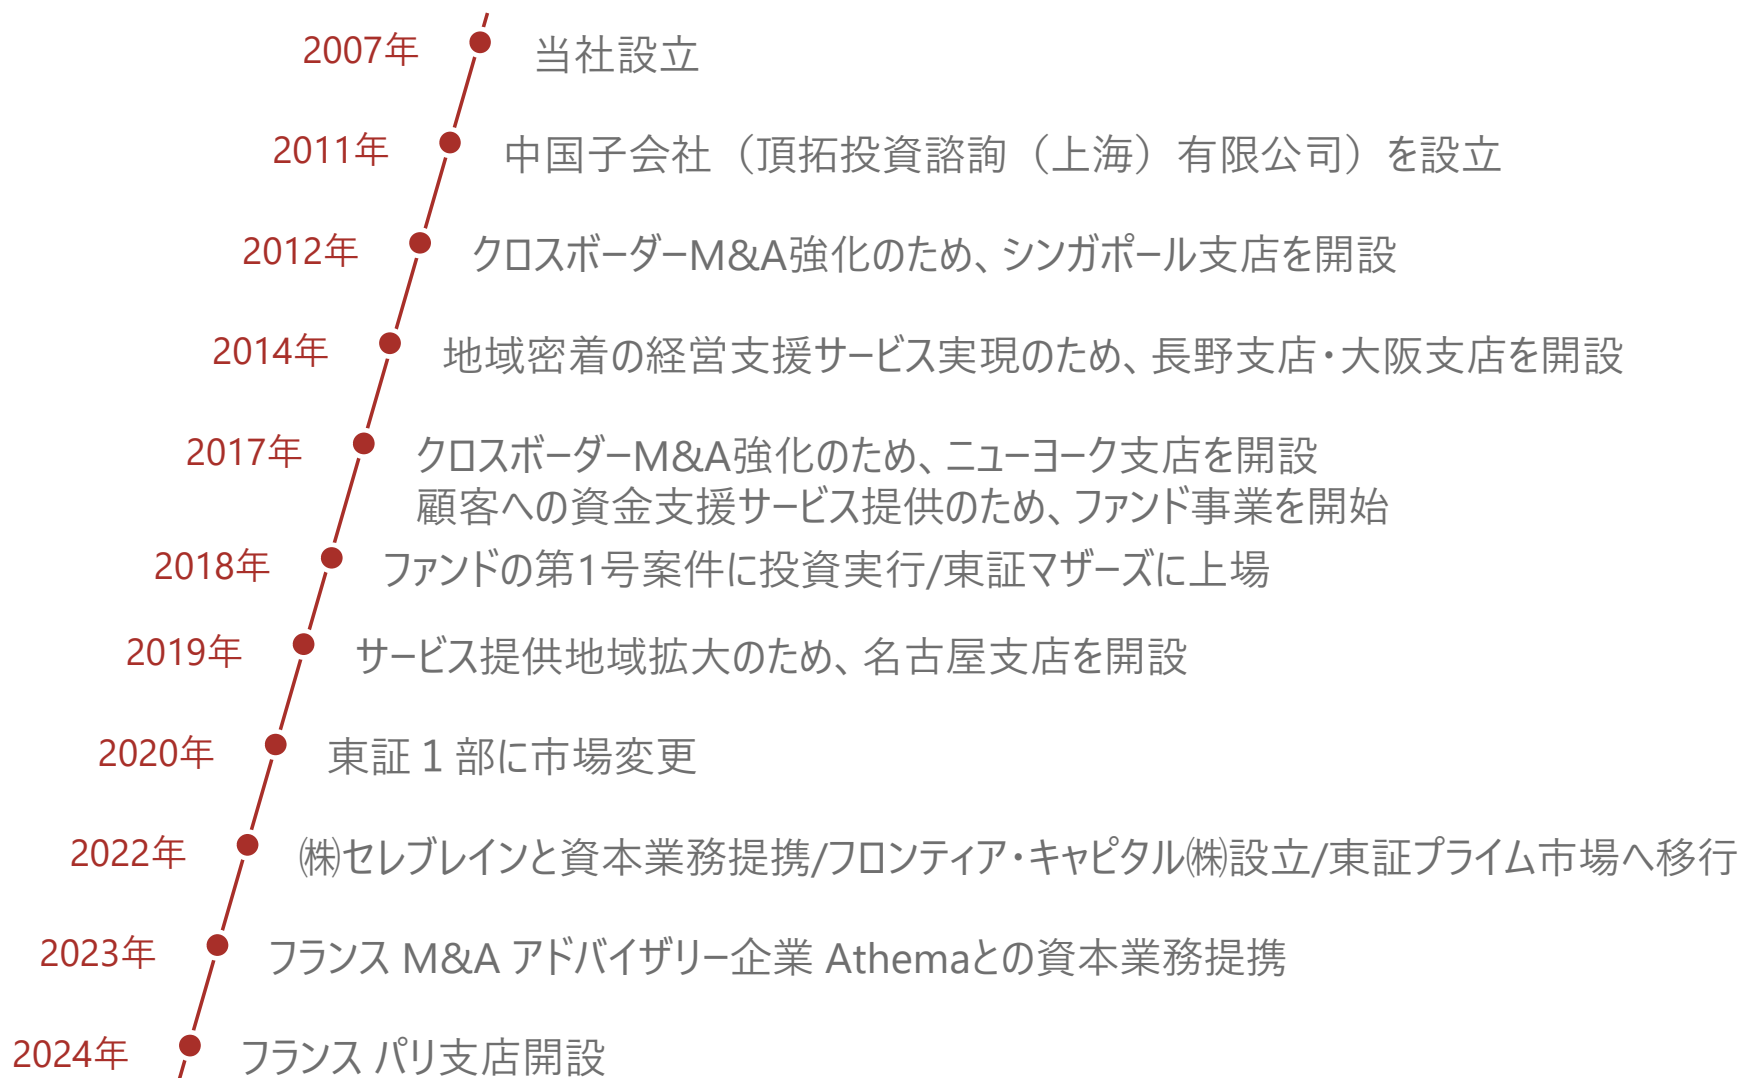 2007年 当社設立
2011年 中国子会社（頂拓投資諮詢（上海）有限公司）を設立
2012年 クロスボーダーM&A強化のため、シンガポール支店を開設
2014年 地域密着の経営支援サービス実現のため、長野支店・大阪支店を開設
2017年 クロスボーダーM&A強化のため、ニューヨーク支店を開設
顧客への資金支援サービス提供のため、ファンド事業を開始
2018年 ファンドの第1号案件に投資実行/東証マザーズに上場
2019年 サービス提供地域拡大のため、名古屋支店を開設
2020年 東証１部に市場変更
2022年 ㈱セレブレインと資本業務提携/フロンティア・キャピタル㈱設立/東証プライム市場へ移行
2023年 フランス M&A アドバイザリー企業 Athemaとの資本業務提携
2024年 フランス パリ支店開設